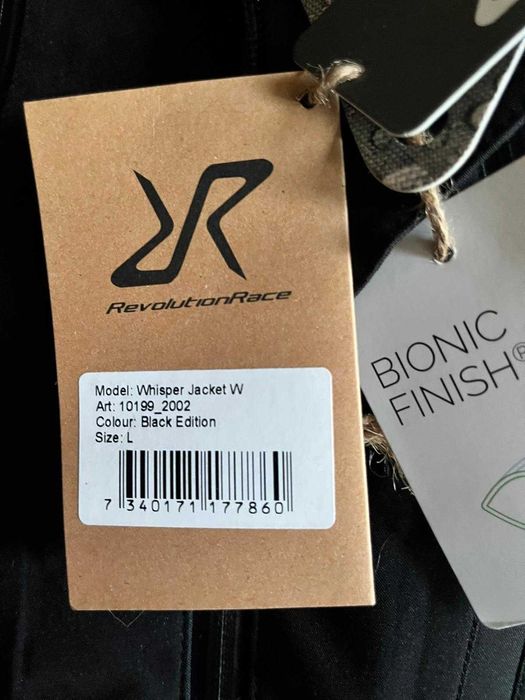 RevolutionRace
Model: Whisper Jacket W
Art: 10199_2002
Colour: Black Edition
Size: L
7 340171 177860
BIONIC
FINISH®